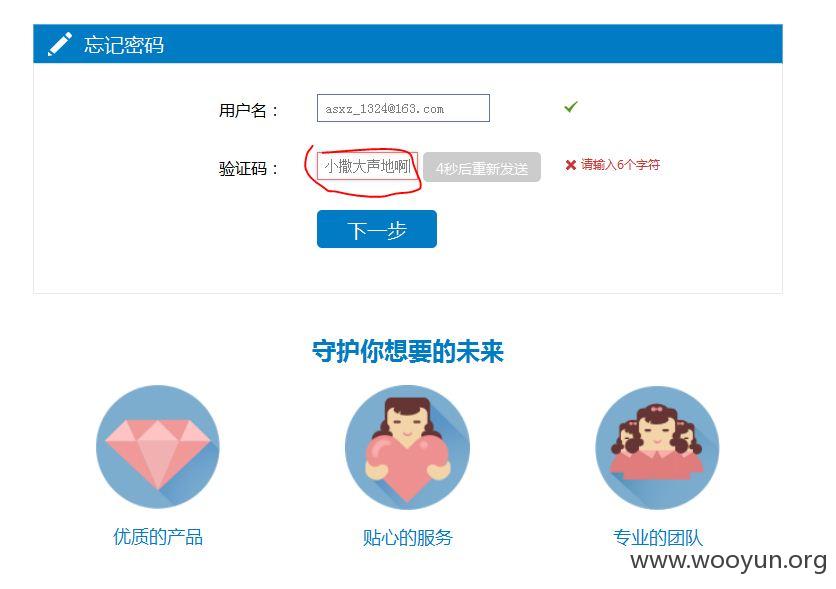 忘记密码
用户名： asxz_1324@163.com
验证码： 小撒大声地啊 4秒后重新发送 请输入6个字符
下一步
守护你想要的未来
优质的产品 贴心的服务 专业的团队
www.wooyun.org